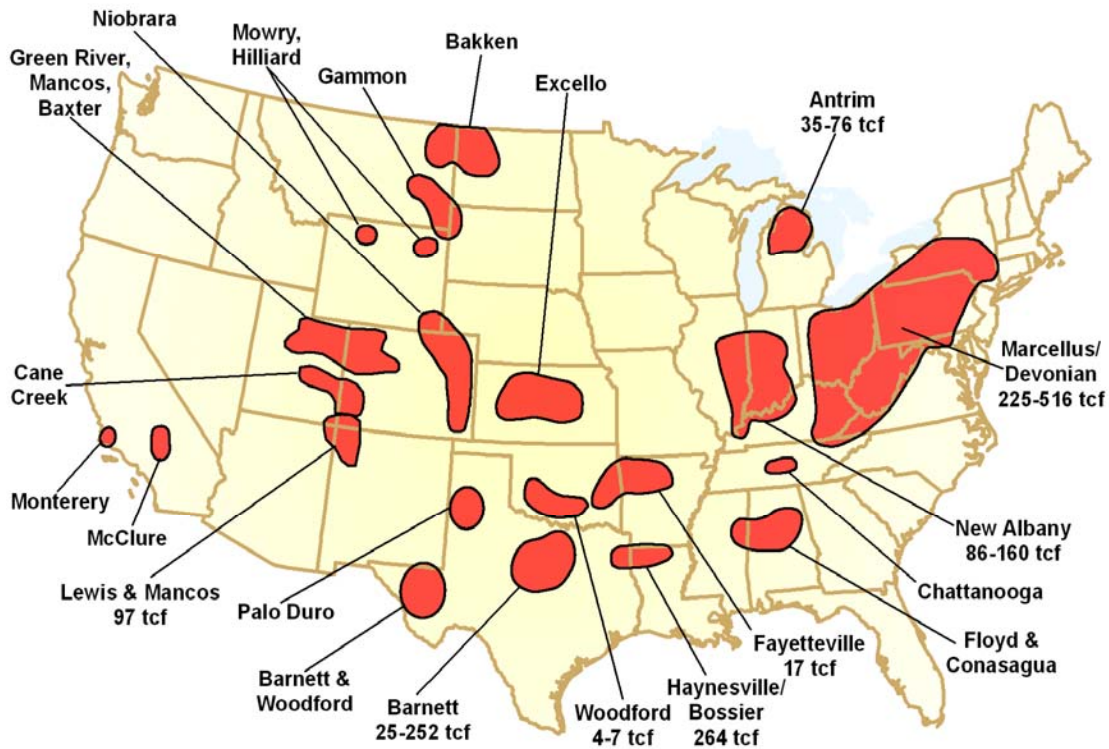 Niobrara
Mowry,
Hilliard
Bakken
Green River,
Mancos,
Baxter
Gammon
Excello
Antrim
35-76 tcf
Marcellus/
Devonian
225-516 tcf
Cane
Creek
Monterery
McClure
New Albany
86-160 tcf
Lewis & Mancos
97 tcf
Palo Duro
Chattanooga
Floyd &
Conasagua
Fayetteville
17 tcf
Barnett &
Woodford
Barnett
25-252 tcf
Woodford
4-7 tcf
Haynesville/
Bossier
264 tcf